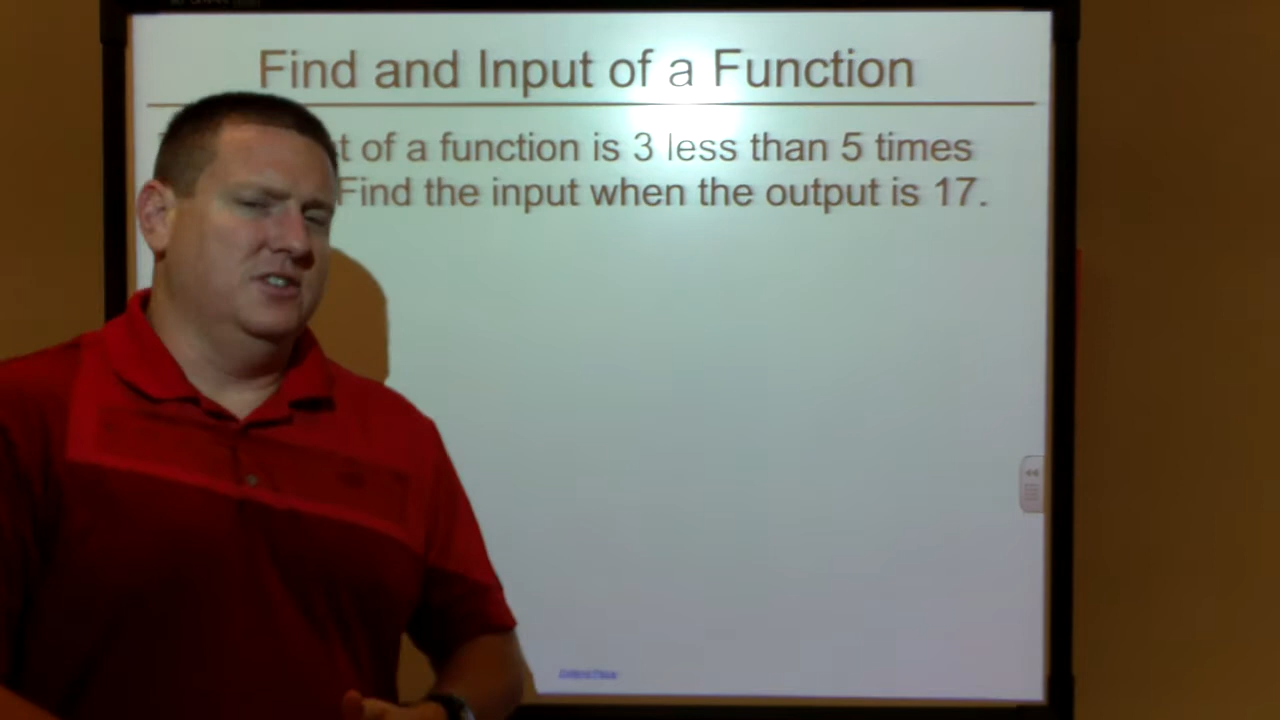 Find and Input of a Function
t of a function is 3 less than 5 times
Find the input when the output is 17.